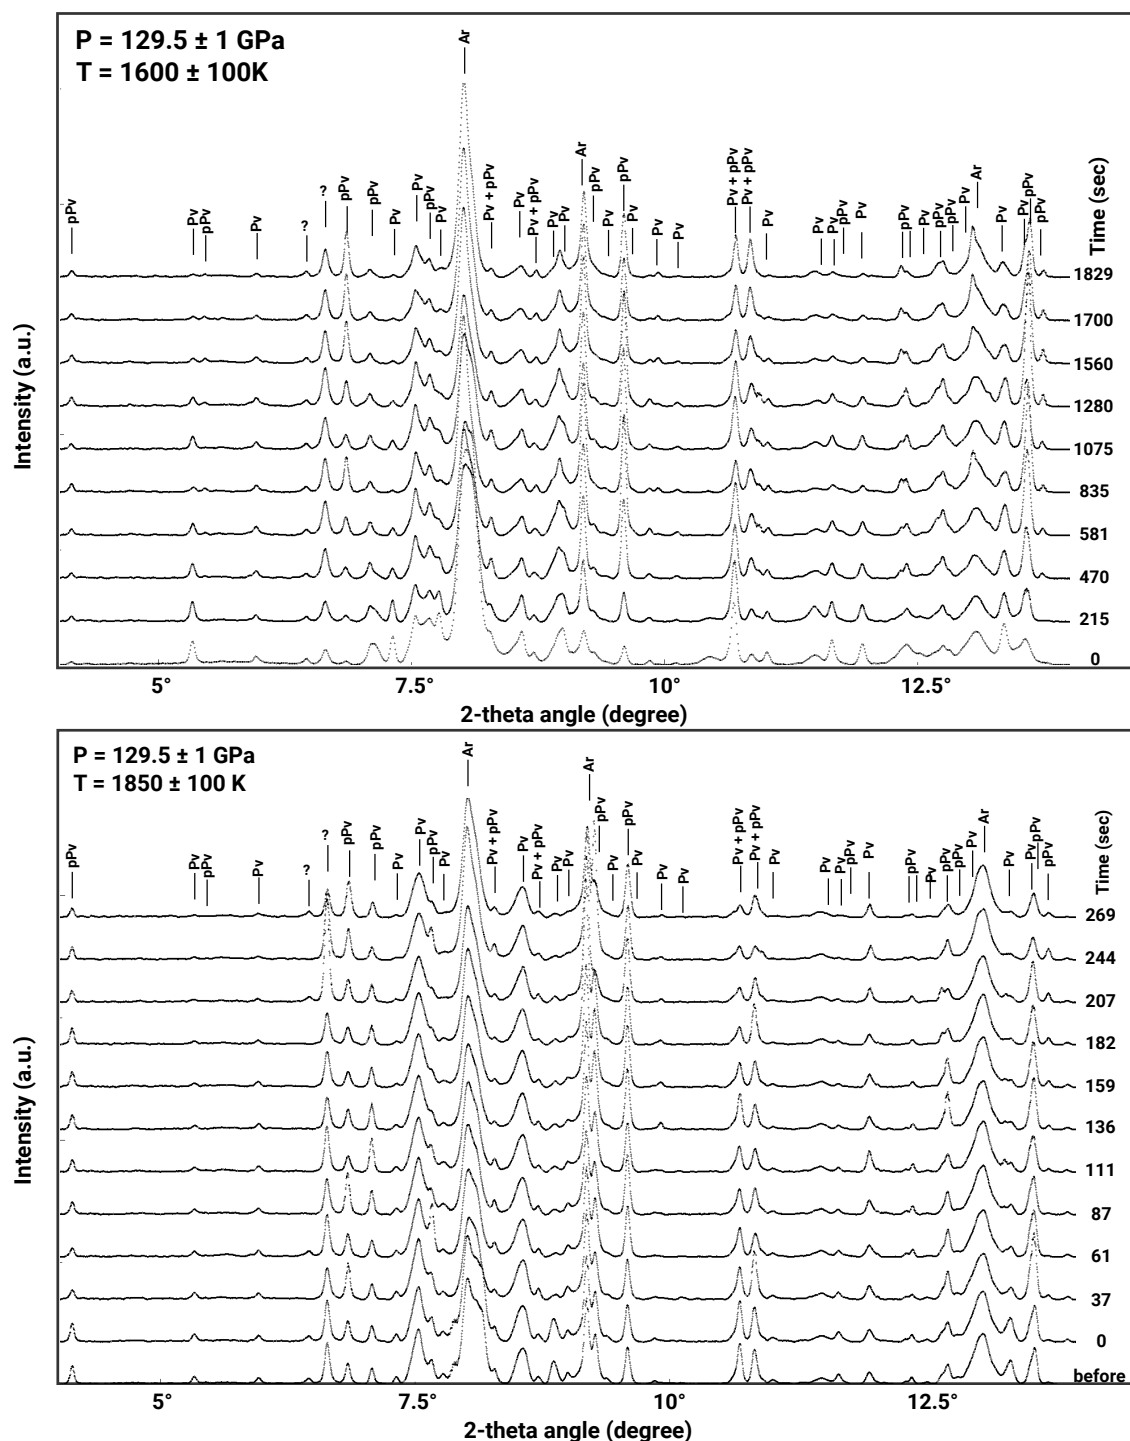 P = 129.5 ± 1 GPa
T = 1600 ± 100K
Ar
pPv
Pv
pPv
Pv
?
?
pPv
pPv
Pv
Pv
pPv
Pv
Pv + pPv
Pv
Pv + pPv
Pv
Pv
Ar
pPv
Pv
pPv
Pv
Pv
Pv
Pv + pPv
Pv + pPv
Pv
Pv
Pv
pPv
Pv
pPv
Pv
pPv
pPv
Pv
Ar
Pv
Pv
pPv
pPv
Time (sec)
1829
1700
1560
1280
1075
835
581
470
215
0
Intensity (a.u.)
5°
7.5°
10°
12.5°
2-theta angle (degree)
P = 129.5 ± 1 GPa
T = 1850 ± 100 K
Ar
pPv
Pv
pPv
Pv
?
?
pPv
pPv
Pv
Pv
pPv
Pv
Pv + pPv
Pv
Pv + pPv
Pv
Pv
Ar
pPv
Pv
pPv
Pv
Pv
Pv
Pv + pPv
Pv + pPv
Pv
Pv
Pv
pPv
Pv
pPv
Pv
pPv
pPv
Pv
Ar
Pv
Pv
pPv
pPv
Time (sec)
269
244
207
182
159
136
111
87
61
37
0
before
Intensity (a.u.)
5°
7.5°
10°
12.5°
2-theta angle (degree)